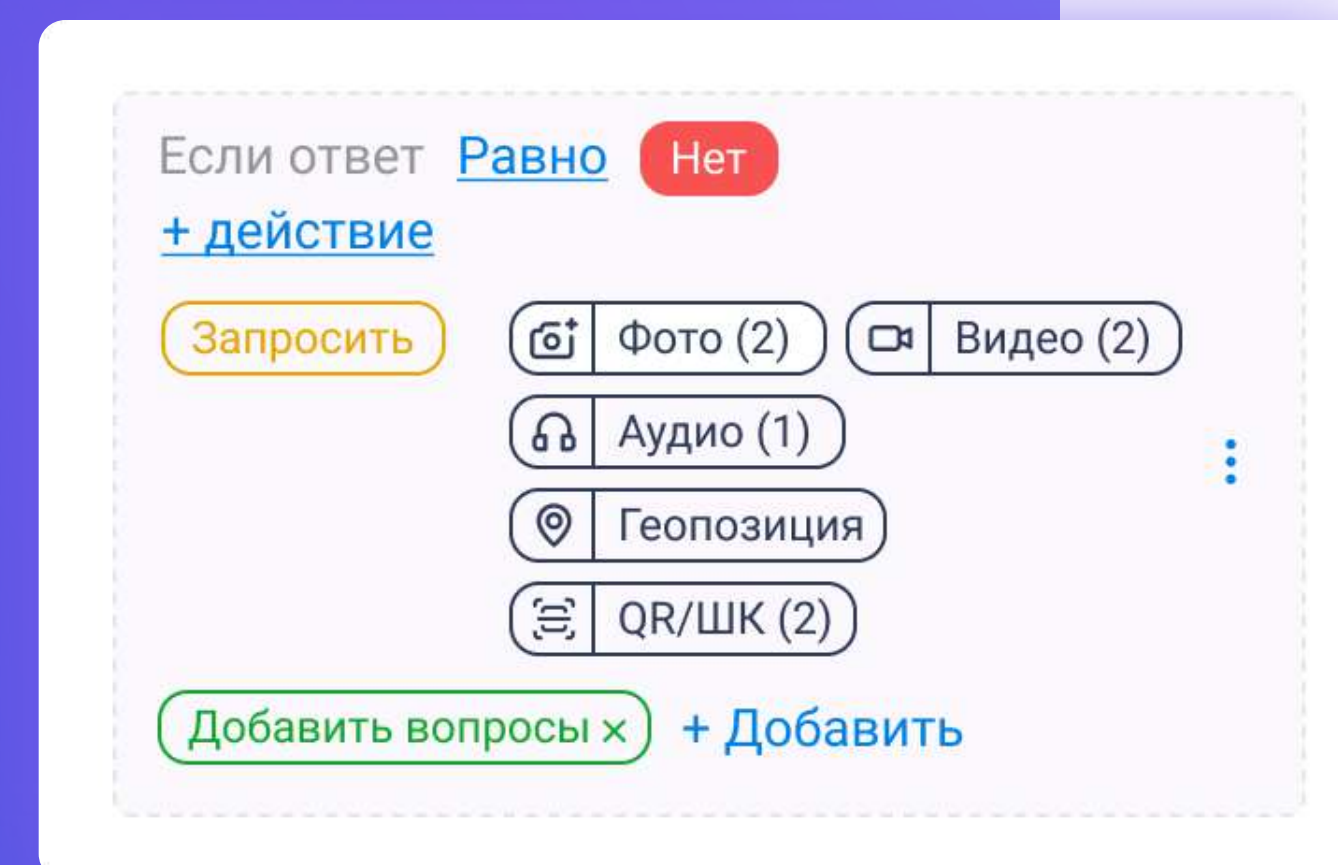 Если ответ Равно Нет
+ действие
Запросить Фото (2) Видео (2)
Аудио (1)
Геопозиция
QR/ШК (2)
Добавить вопросы × + Добавить